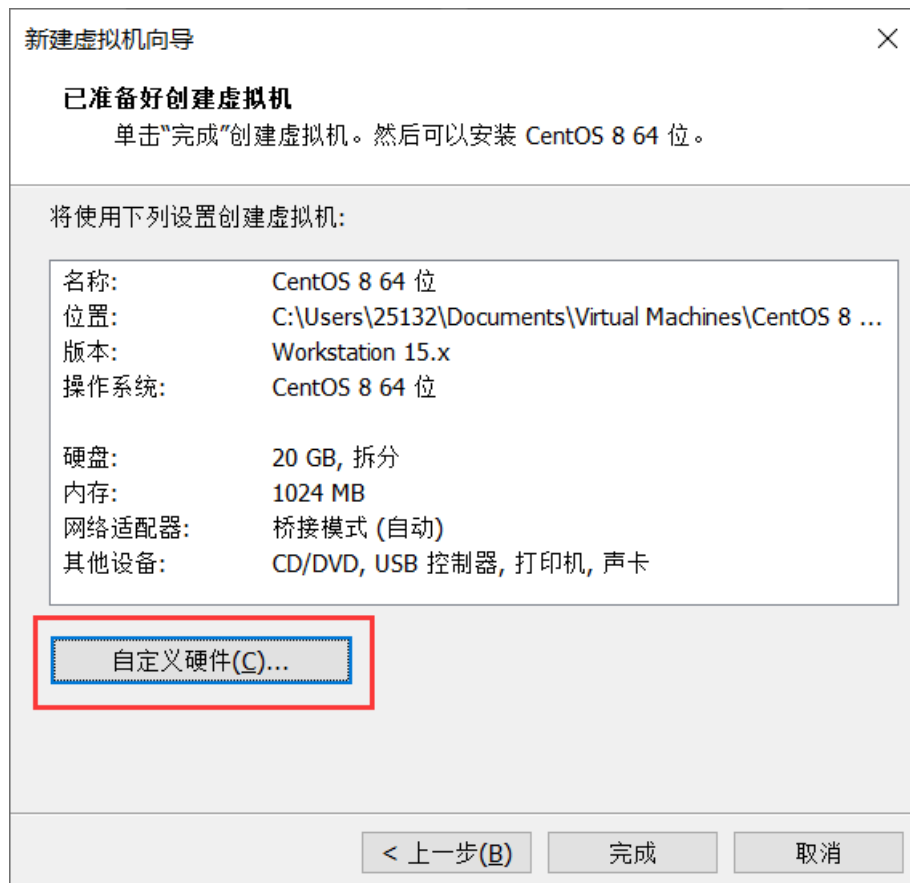 新建虚拟机向导
已准备好创建虚拟机
单击“完成”创建虚拟机。然后可以安装 CentOS 8 64 位。
将使用下列设置创建虚拟机:
名称: CentOS 8 64 位
位置: C:\Users\25132\Documents\Virtual Machines\CentOS 8 ...
版本: Workstation 15.x
操作系统: CentOS 8 64 位
硬盘: 20 GB, 拆分
内存: 1024 MB
网络适配器: 桥接模式 (自动)
其他设备: CD/DVD, USB 控制器, 打印机, 声卡
自定义硬件(C)...
< 上一步(B) 完成 取消